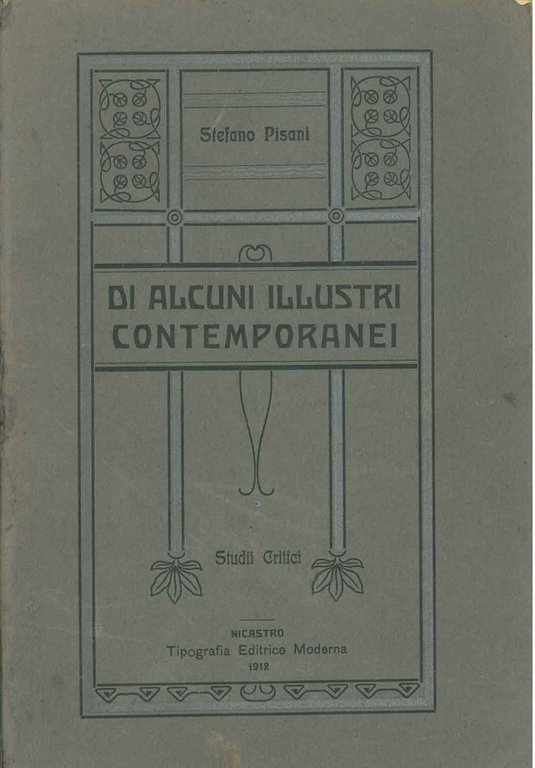 Stefano Pisani
DI ALCUNI ILLUSTRI
CONTEMPORANEI
Studii Critici
NICASTRO
Tipografia Editrice Moderna
1912